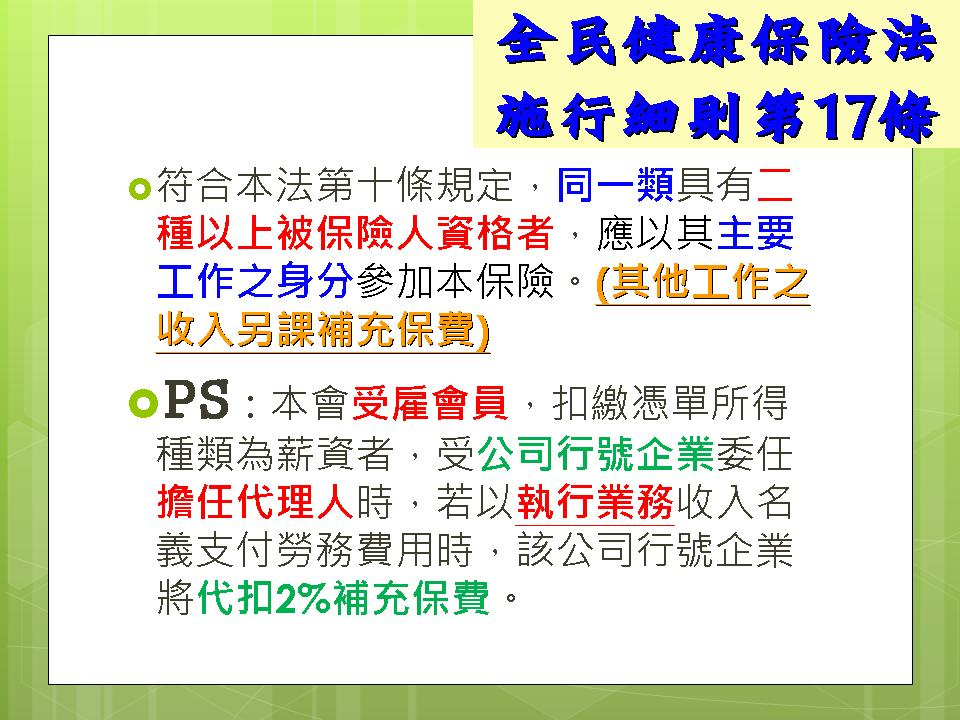 全民健康保險法
施行細則第17條
符合本法第十條規定，同一類具有二
種以上被保險人資格者，應以其主要
工作之身分參加本保險。(其他工作之
收入另課補充保費)
PS：本會受雇會員，扣繳憑單所得
種類為薪資者，受公司行號企業委任
擔任代理人時，若以執行業務收入名
義支付勞務費用時，該公司行號企業
將代扣2%補充保費。